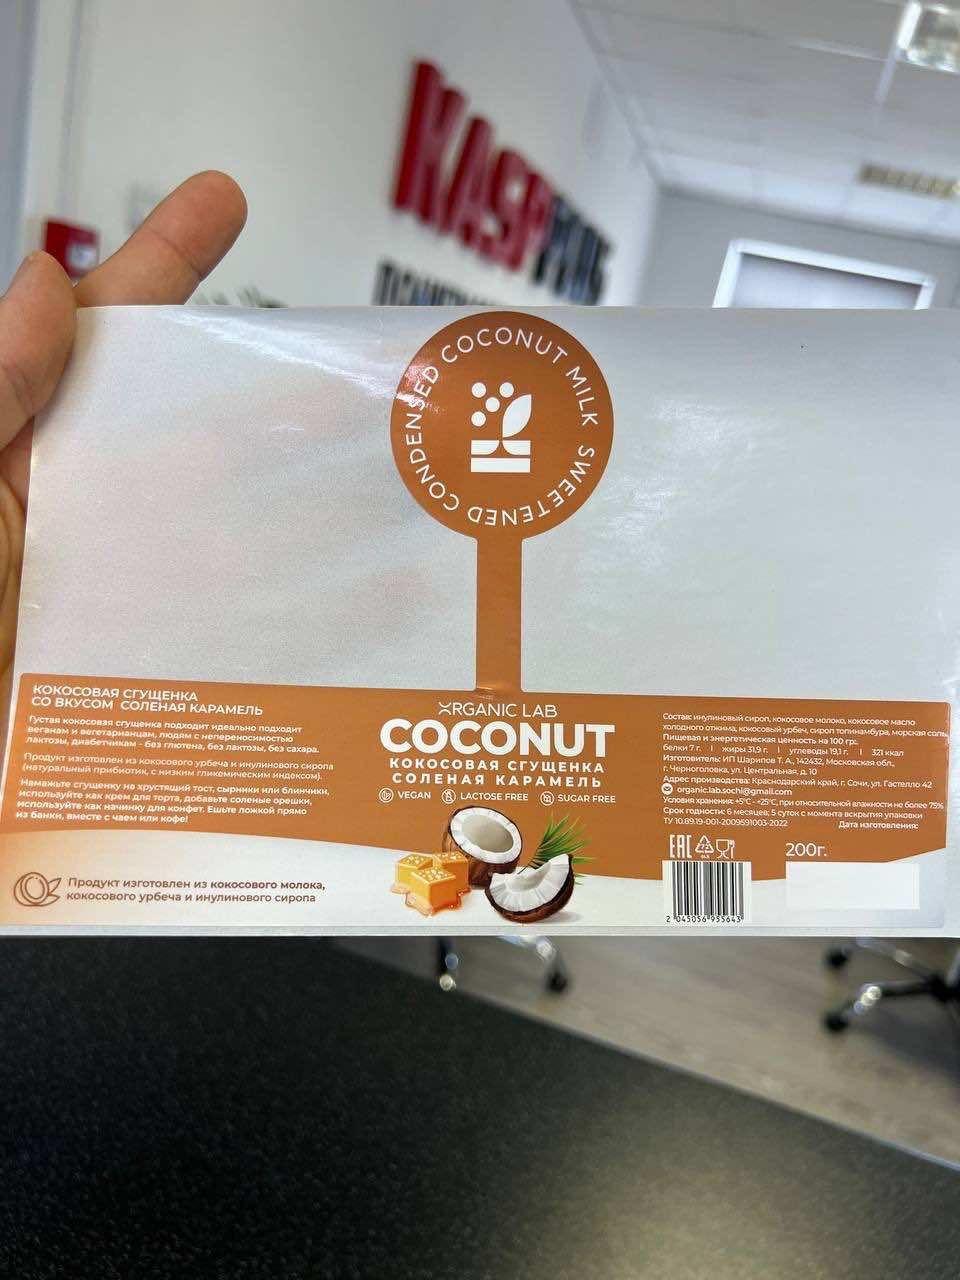 KASPPLUS
SWEETENED CONDENSED COCONUT MILK
КОКОСОВАЯ СГУЩЕНКА
СО ВКУСОМ СОЛЕНАЯ КАРАМЕЛЬ
Густая кокосовая сгущенка подходит идеально подходит
веганам и вегетарианцам, людям с непереносимостью
лактозы, диабетчикам - без глютена, без лактозы, без сахара.
Продукт изготовлен из кокосового урбеча и инулинового сиропа
(натуральный прибиотик, с низким гликемическим индексом).
Намажьте сгущенку на хрустящий тост, сырники или блинчики,
используйте как крем для торта, добавьте соленые орешки,
используйте как начинку для конфет. Ешьте ложкой прямо
из банки, вместе с чаем или кофе!
Продукт изготовлен из кокосового молока,
кокосового урбеча и инулинового сиропа
ORGANIC LAB
COCONUT
КОКОСОВАЯ СГУЩЕНКА
СОЛЕНАЯ КАРАМЕЛЬ
VEGAN LACTOSE FREE SUGAR FREE
Состав: инулиновый сироп, кокосовое молоко, кокосовое масло
холодного отжима, кокосовый урбеч, сироп топинамбура, морская соль
Пищевая и энергетическая ценность на 100 гр:
белки 7 г. | жиры 31,9 г. | углеводы 19,1 г. | 321 ккал
Изготовитель: ИП Шарипов Т. А., 142432, Московская обл.,
г. Черноголовка, ул. Центральная, д. 10
Адрес производства: Краснодарский край, г. Сочи, ул. Гастелло 42
organic.lab.sochi@gmail.com
Условия хранения: +5°С - +25°С, при относительной влажности не более 75%
Срок годности: 6 месяцев; 5 суток с момента вскрытия упаковки
ТУ 10.89.19-001-2009591003-2022 Дата изготовления:
EAC
200г.
2 045056 955643